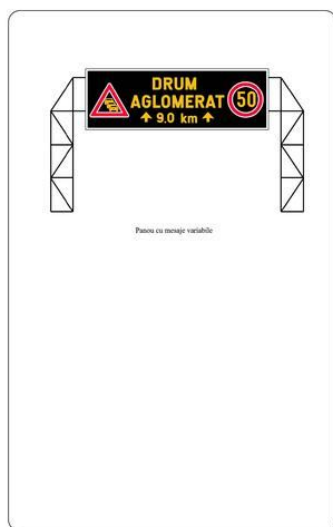 DRUM
AGLOMERAT
50
↑ 9.0 km ↑
Panou cu mesaje variabile